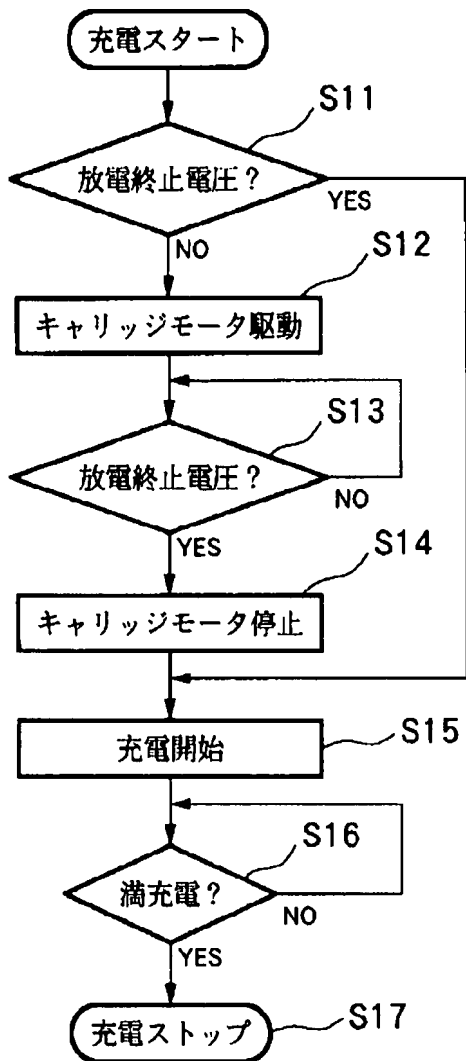 充電スタート
S11
放電終止電圧？
YES
NO
S12
キャリッジモータ駆動
S13
放電終止電圧？
NO
YES
S14
キャリッジモータ停止
充電開始
S15
S16
満充電？
NO
YES
充電ストップ
S17